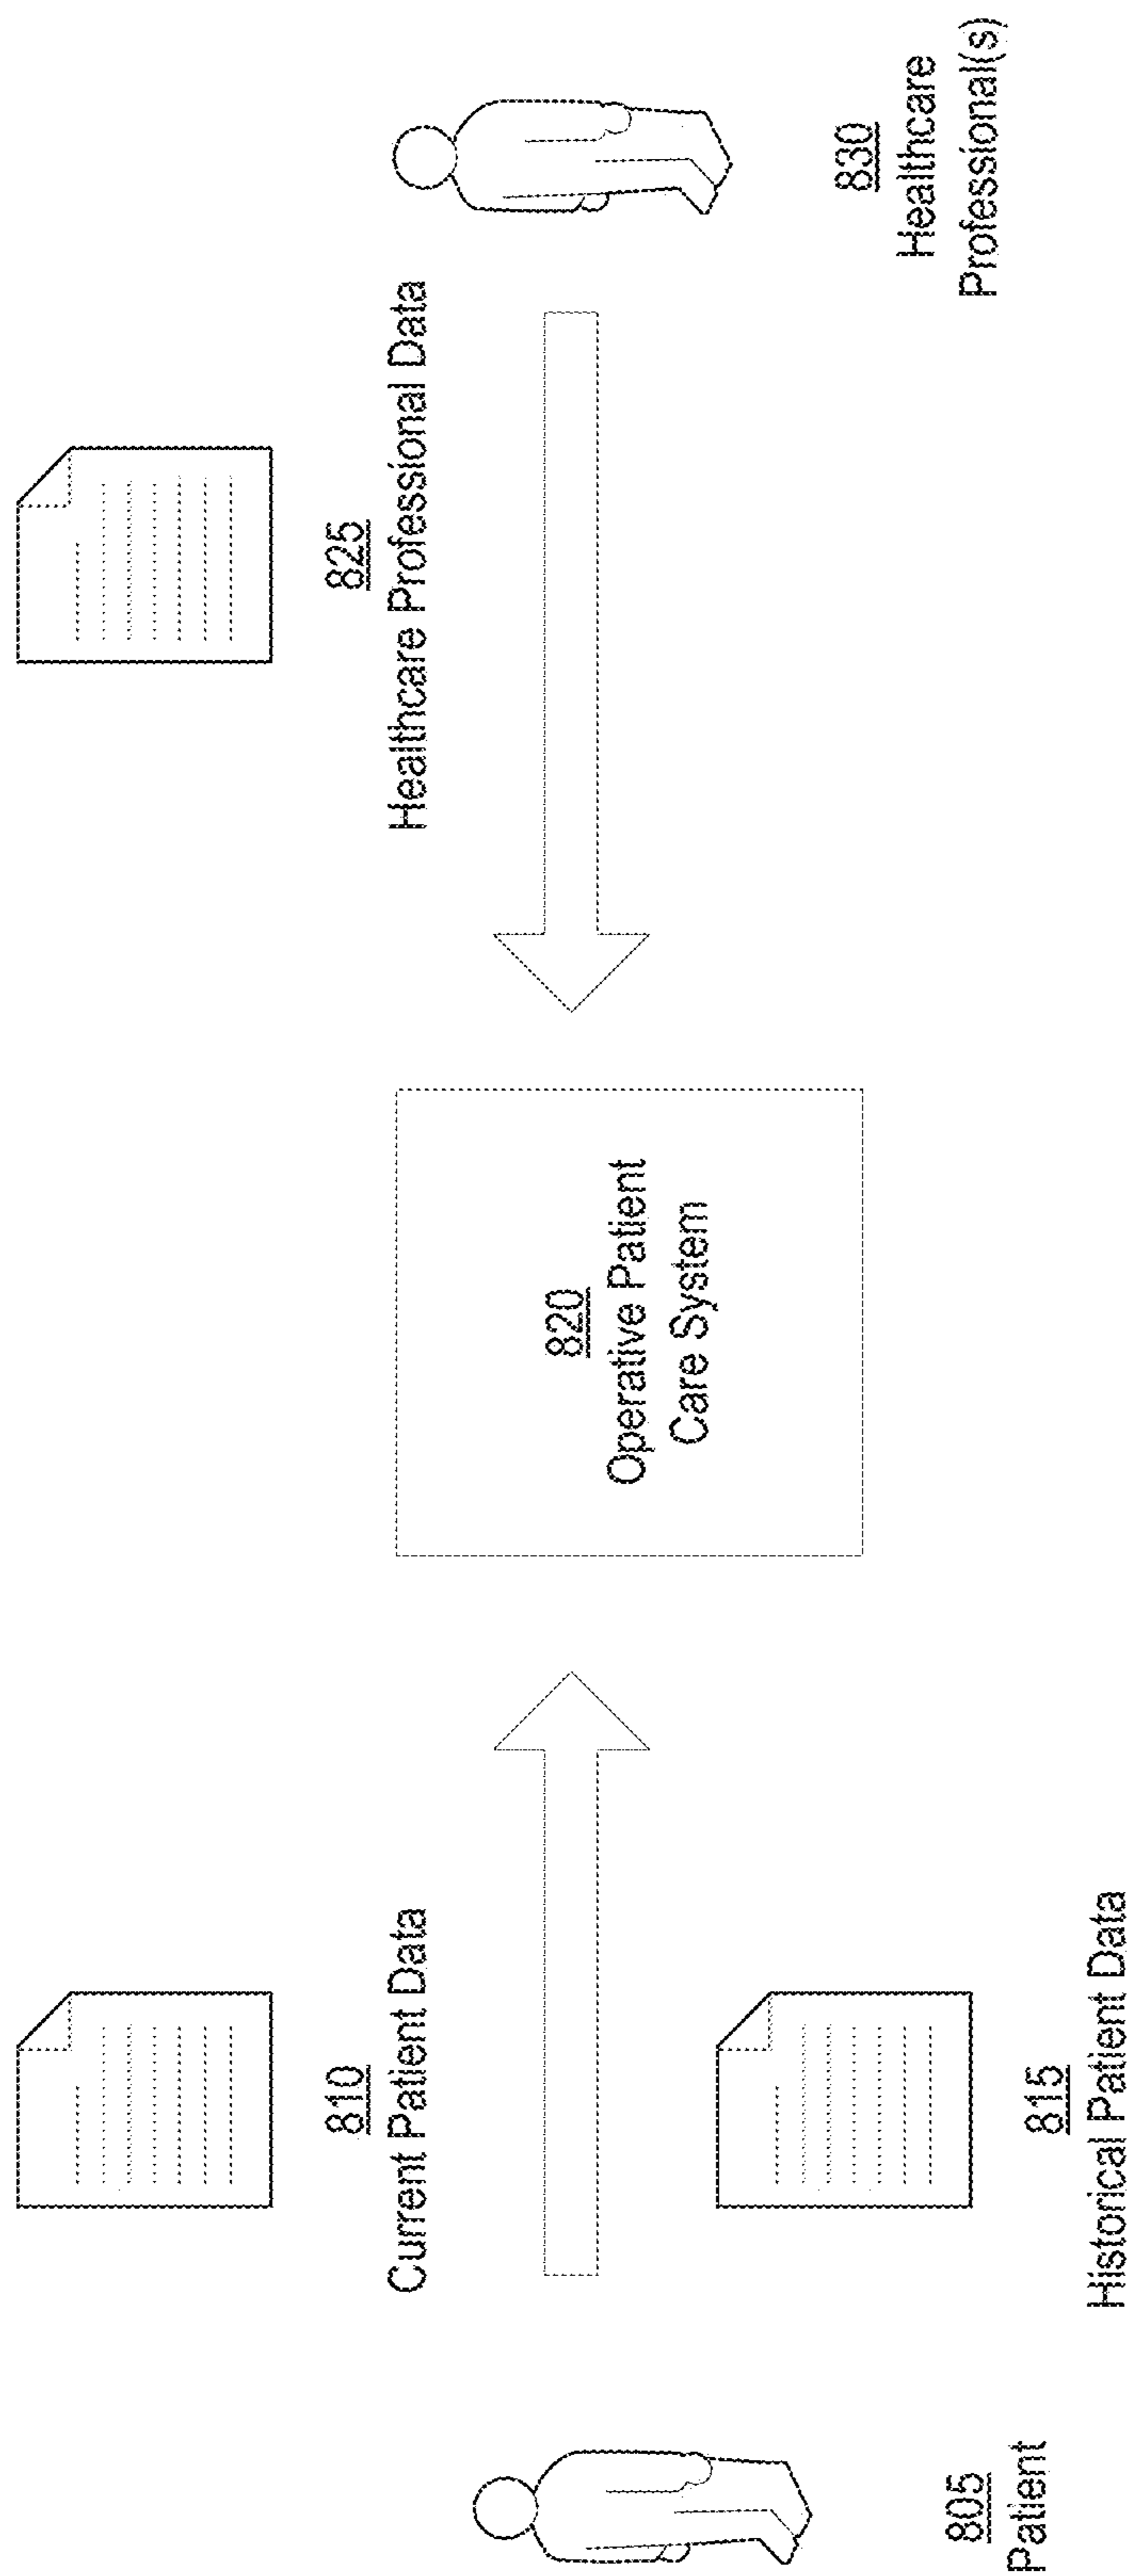 805
Patient
810
Current Patient Data
815
Historical Patient Data
820
Operative Patient
Care System
825
Healthcare Professional Data
830
Healthcare
Professional(s)